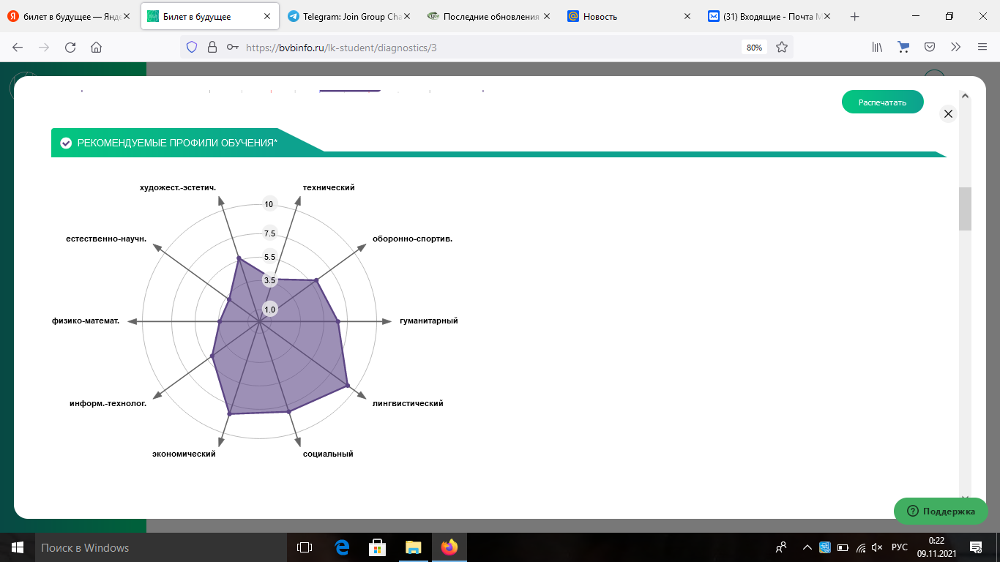 билет в будущее — Янде
Билет в будущее
Telegram: Join Group Cha
Последние обновления
Новость
(31) Входящие - Почта M
https://bvbinfo.ru/lk-student/diagnostics/3
80%
Распечатать
РЕКОМЕНДУЕМЫЕ ПРОФИЛИ ОБУЧЕНИЯ*
художест.-эстетич.
технический
10
естественно-научн.
7.5
оборонно-спортив.
5.5
3.5
1.0
физико-математ.
гуманитарный
информ.-технолог.
лингвистический
экономический
социальный
Поддержка
Поиск в Windows
РУС
0:22
09.11.2021